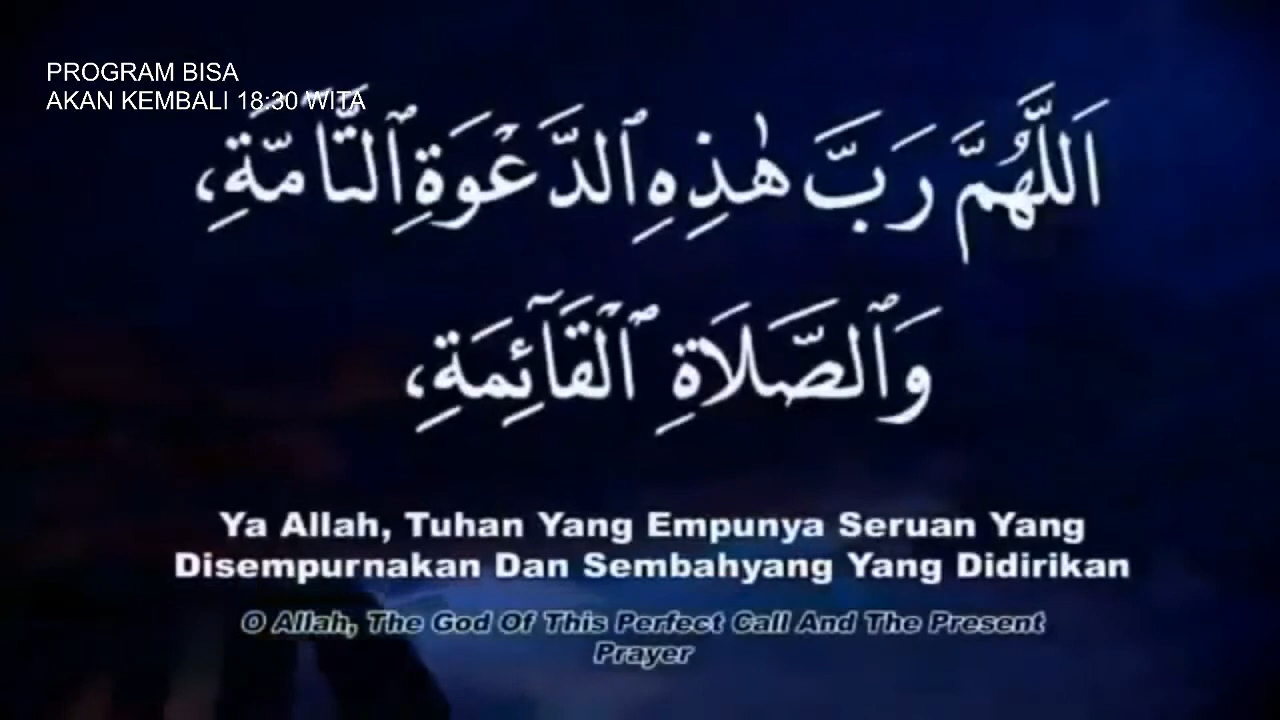 PROGRAM BISA
AKAN KEMBALI 18:30 WITA
اَللَّهُمَّ رَبَّ هٰذِهِ ٱلدَّعْوَةِ ٱلتَّامَّةِ،
وَٱلصَّلَاةِ ٱلْقَآئِمَةِ،
Ya Allah, Tuhan Yang Empunya Seruan Yang
Disempurnakan Dan Sembahyang Yang Didirikan
O Allah, The God Of This Perfect Call And The Present
Prayer